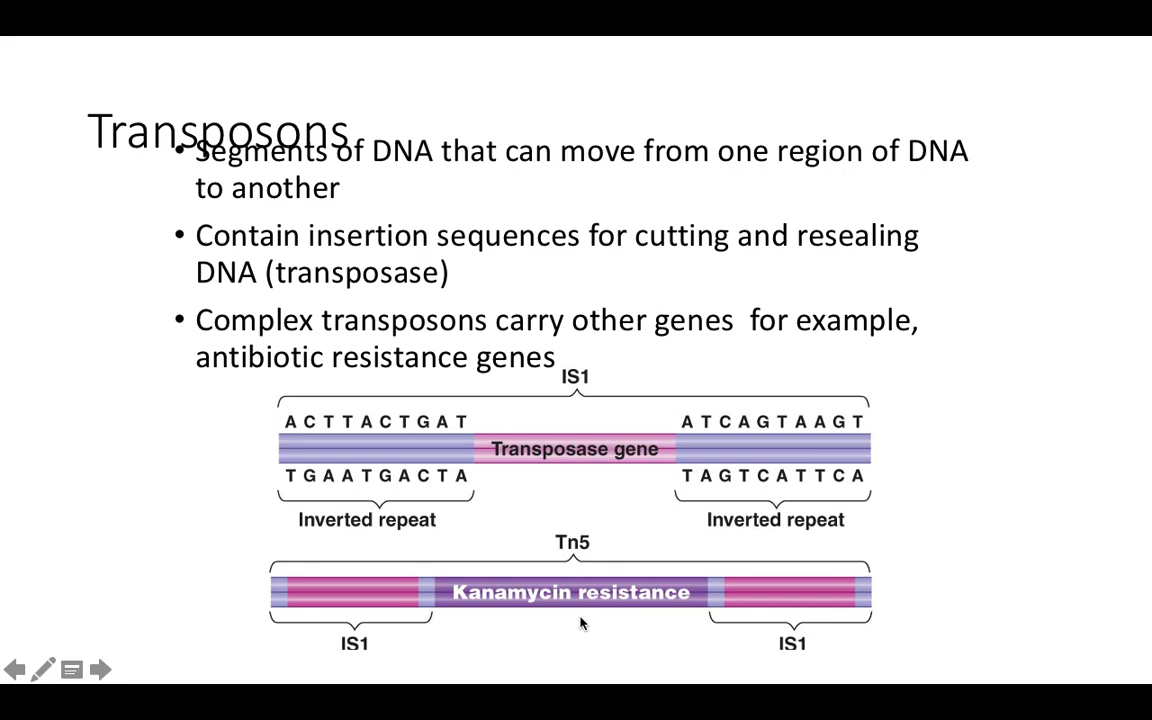 Transposons
• Segments of DNA that can move from one region of DNA
to another
• Contain insertion sequences for cutting and resealing
DNA (transposase)
• Complex transposons carry other genes  for example,
antibiotic resistance genes
IS1
A C T T A C T G A T    A T C A G T A A G T
Transposase gene
T G A A T G A C T A    T A G T C A T T C A
Inverted repeat    Inverted repeat
Tn5
Kanamycin resistance
IS1    IS1